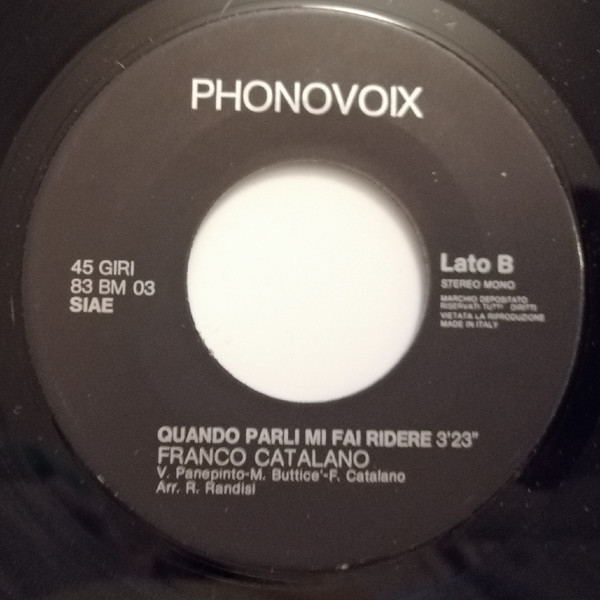 PHONOVOIX
45 GIRI
83 BM 03
SIAE
Lato B
STEREO MONO
MARCHIO DEPOSITATO
RISERVATI TUTTI DIRITTI
VIETATA LA RIPRODUZIONE
MADE IN ITALY
QUANDO PARLI MI FAI RIDERE 3'23"
FRANCO CATALANO
V. Panepinto-M. Buttice'-F. Catalano
Arr. R. Randisi